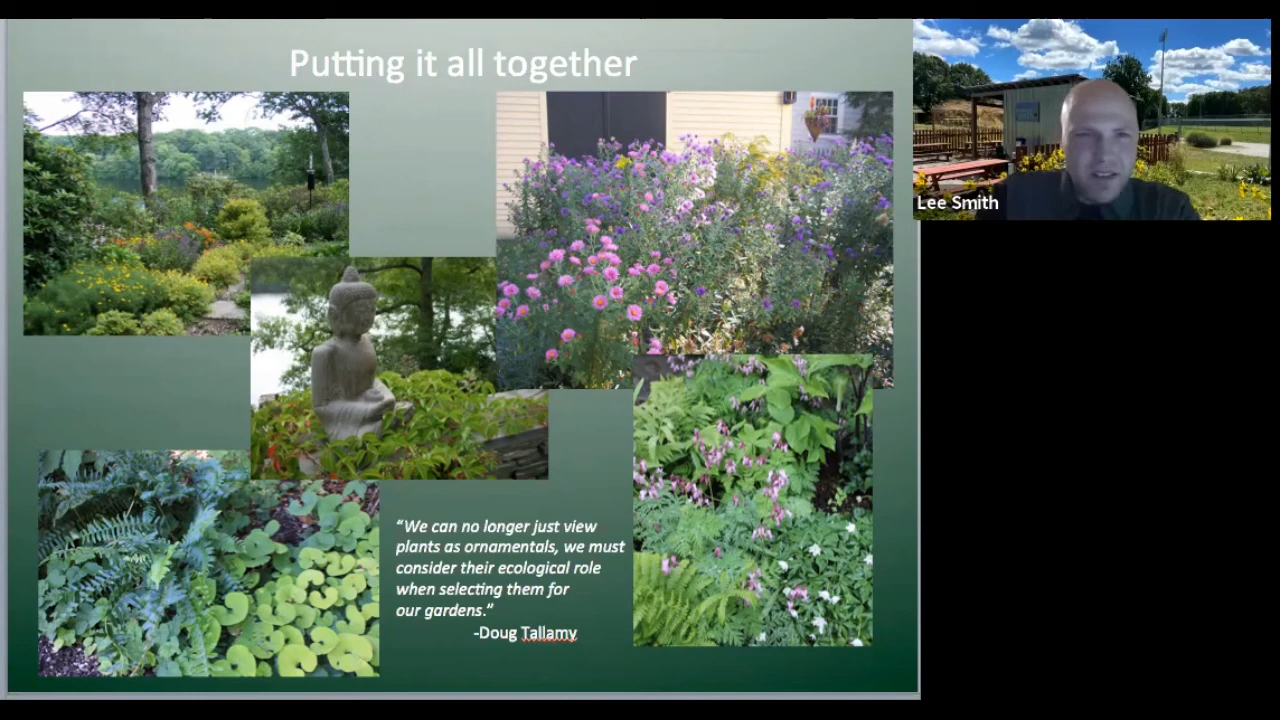 Putting it all together
Lee Smith
“We can no longer just view
plants as ornamentals, we must
consider their ecological role
when selecting them for
our gardens.”
-Doug Tallamy